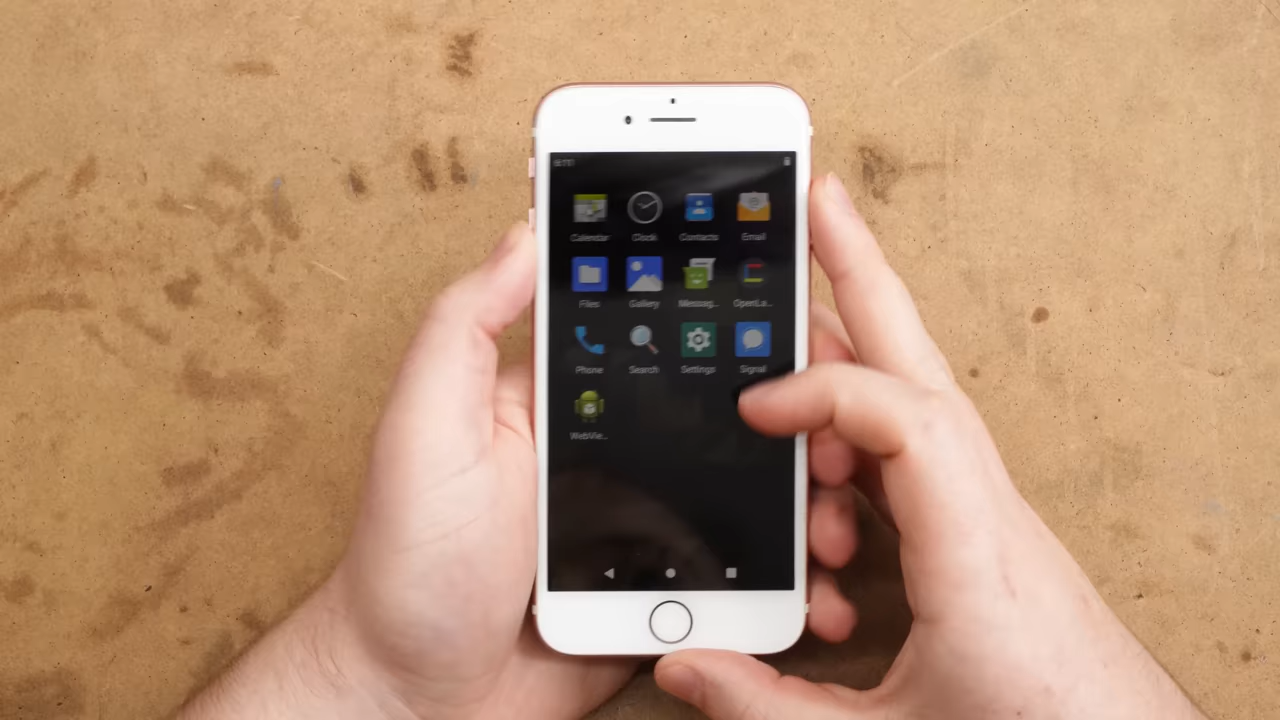 Calendar Clock Contacts Email
Files Gallery Messag... OpenLa...
Phone Search Settings Signal
WebVie...